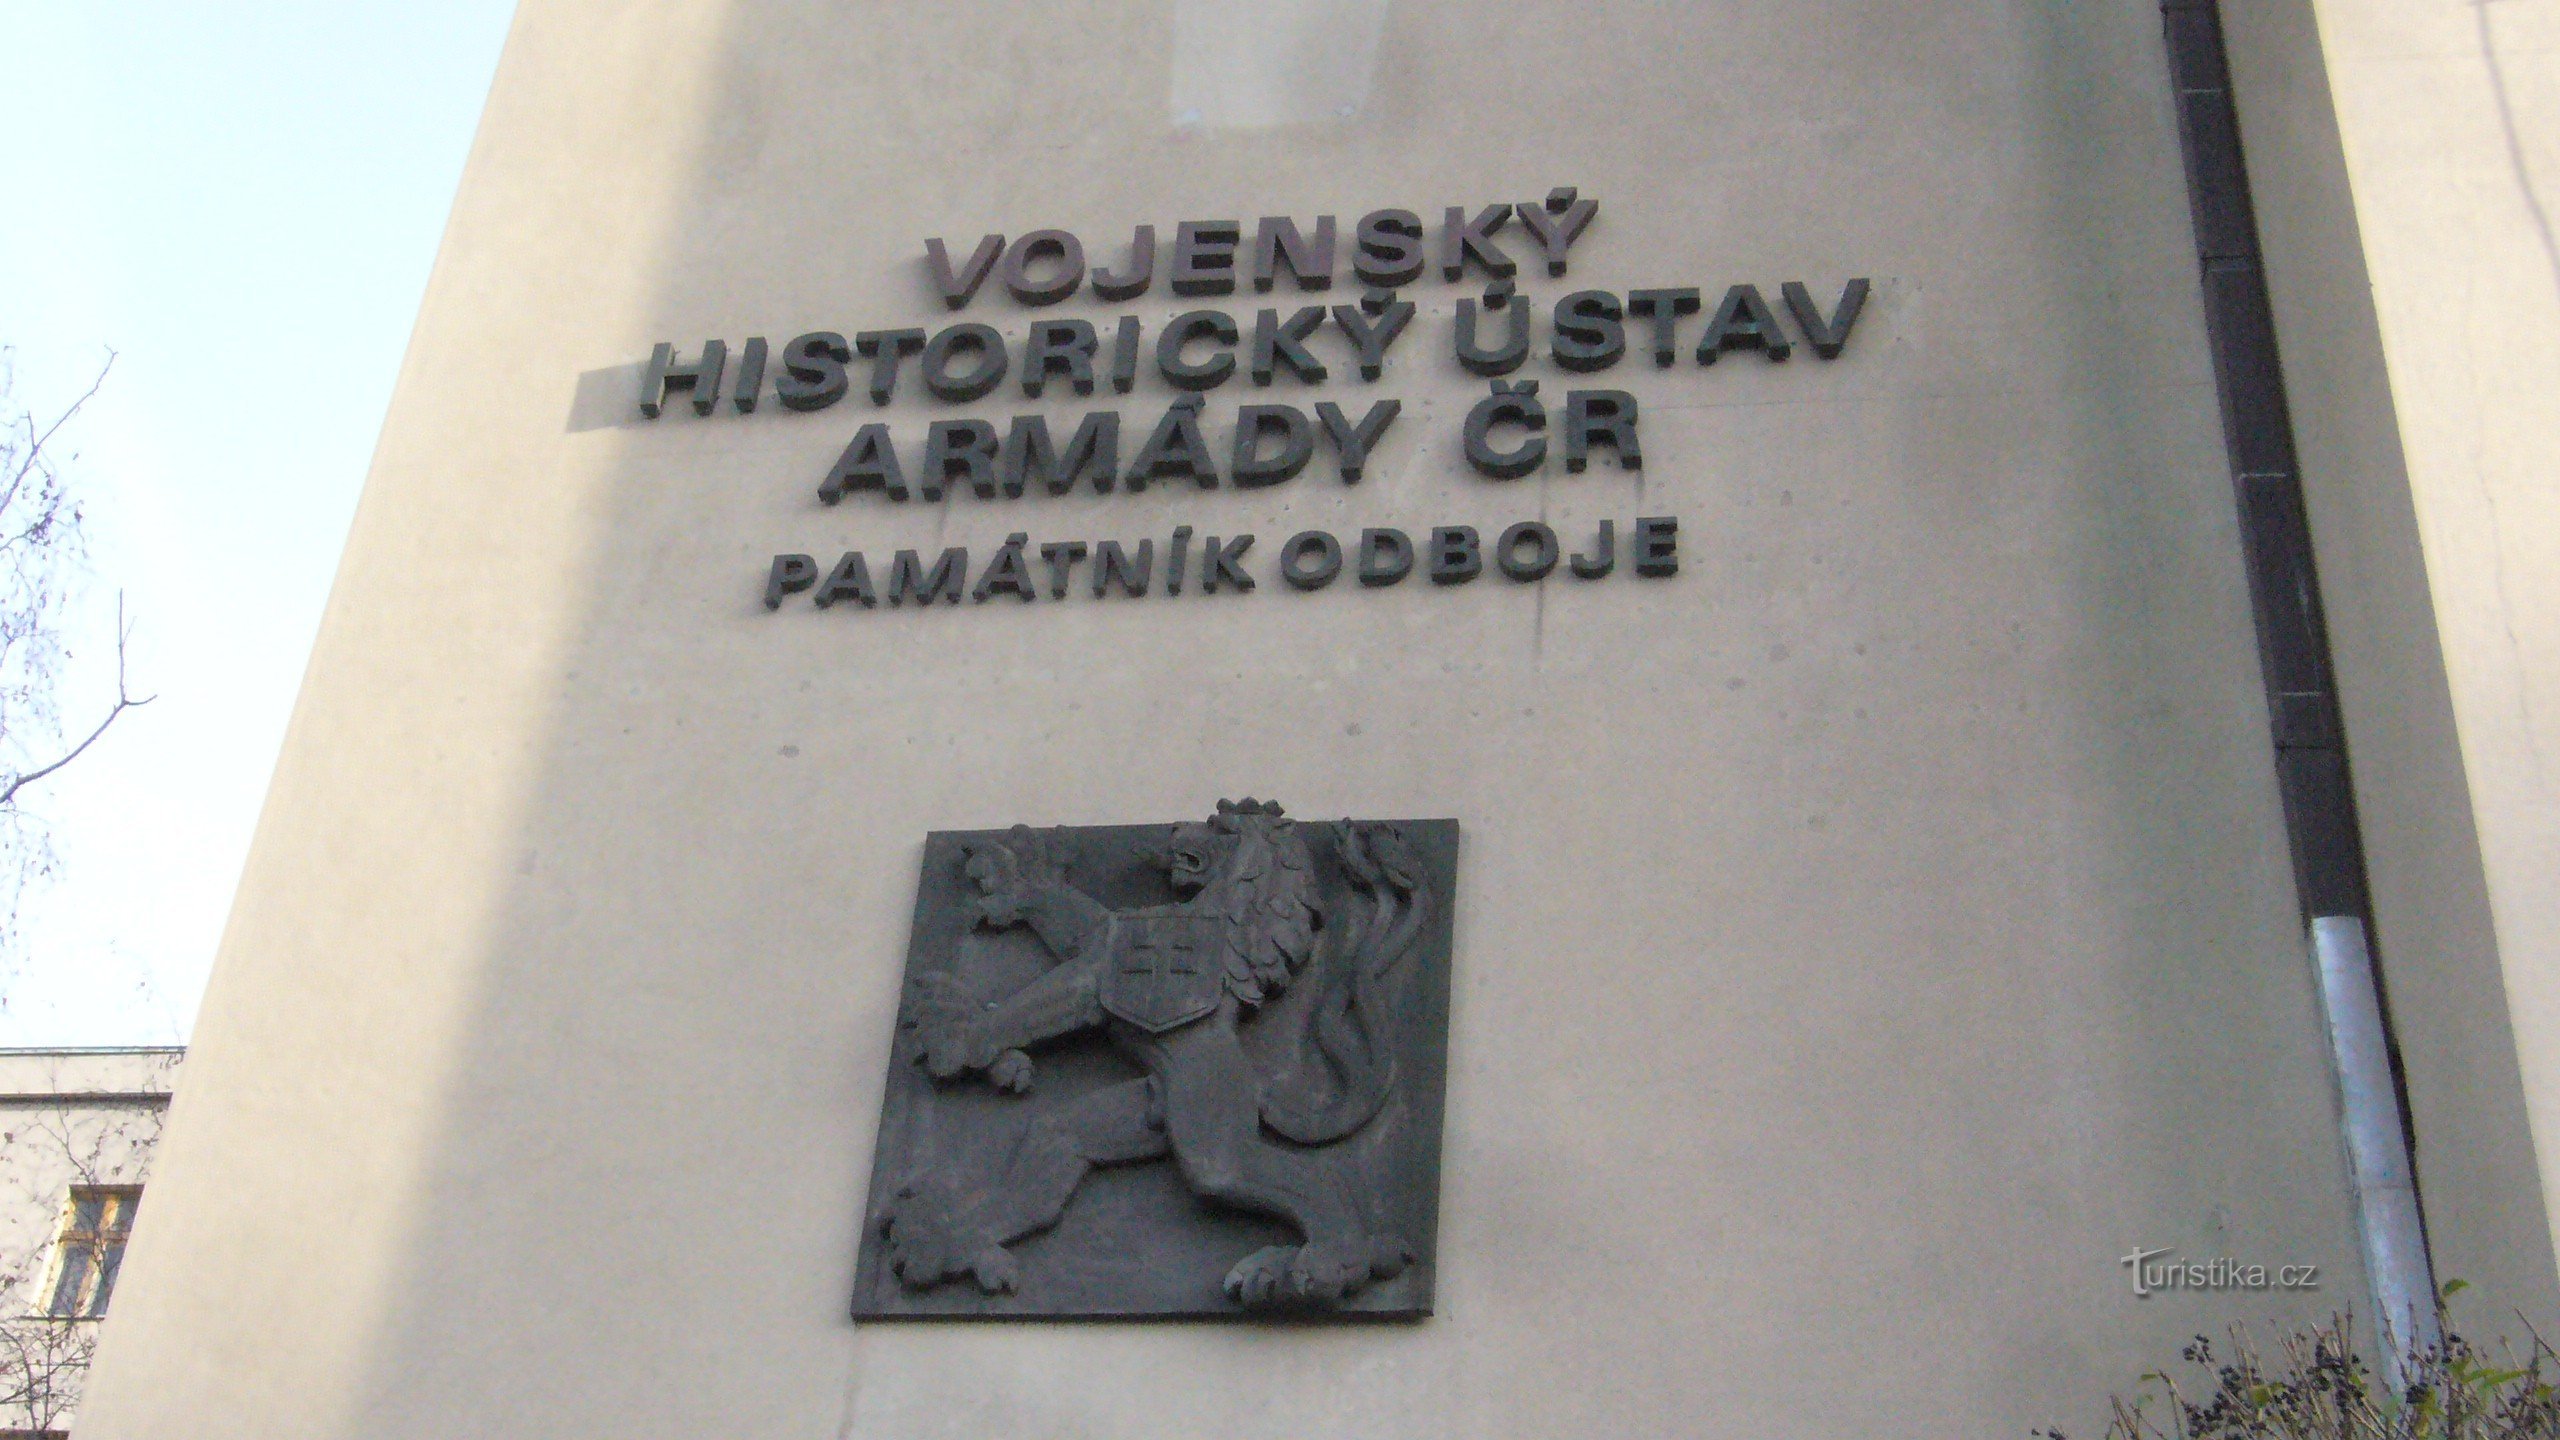 VOJENSKÝ
HISTORICKÝ ÚSTAV
ARMÁDY ČR
PAMÁTNÍK ODBOJE
Turistika.cz